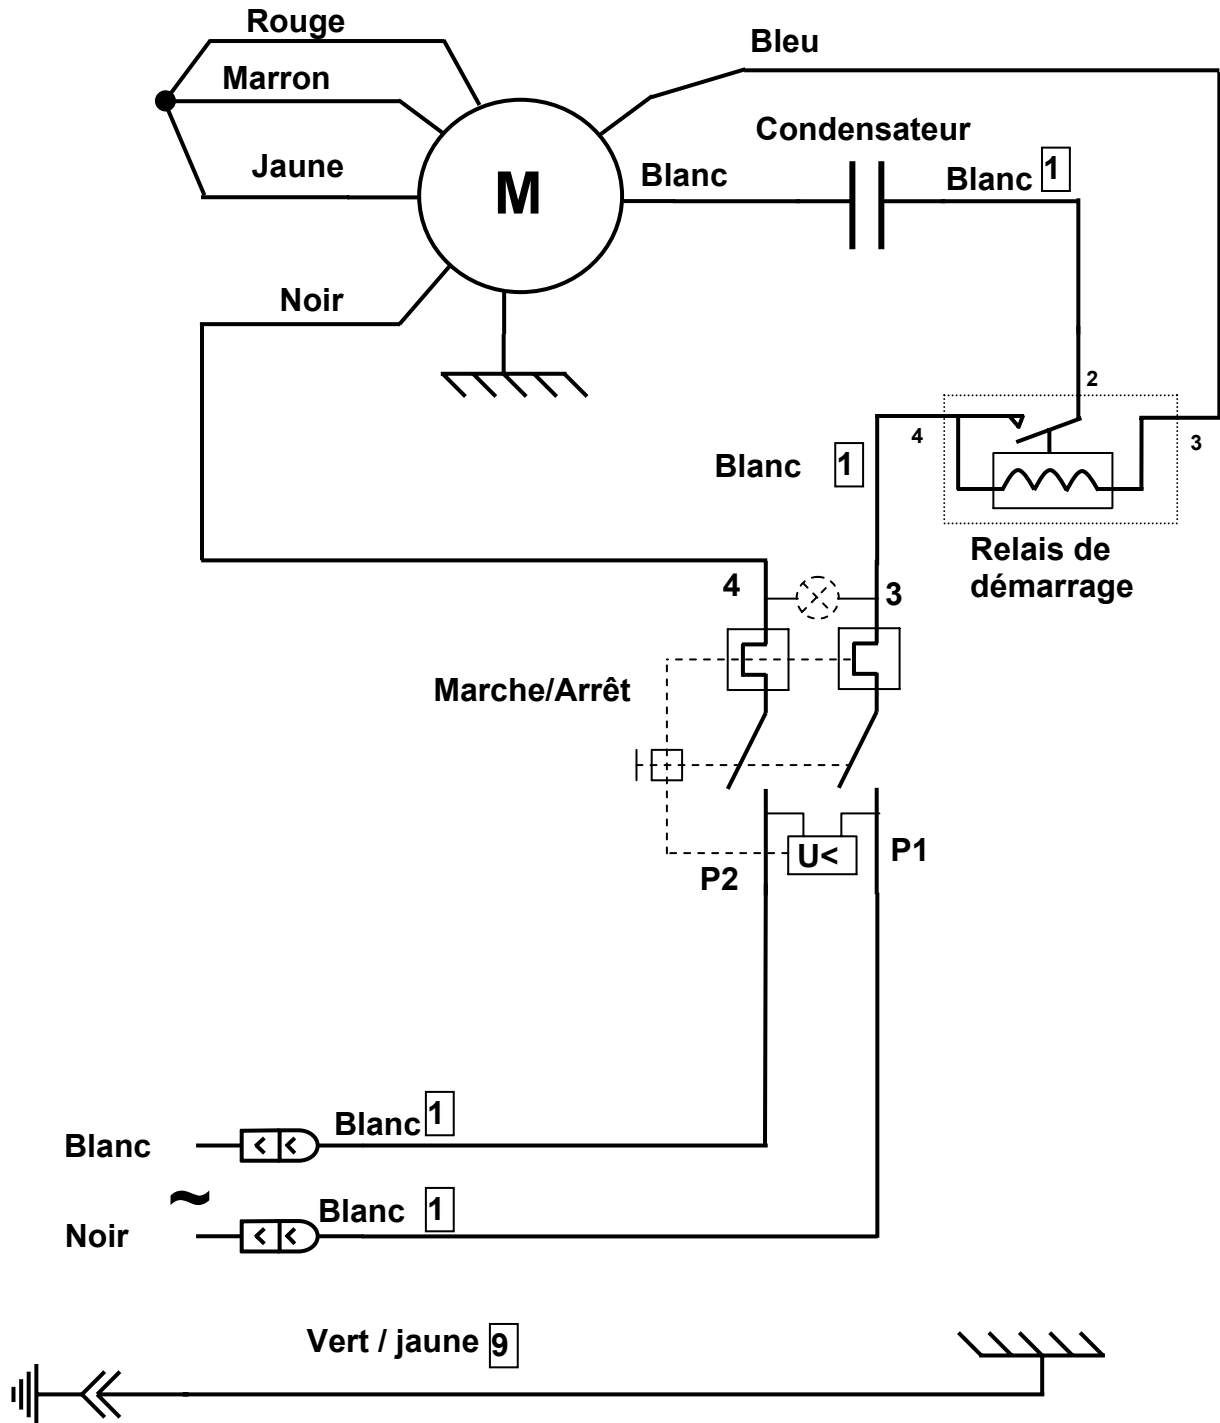 Rouge
Bleu
Marron
Condensateur
Jaune
M
Blanc
Blanc 1
Noir
2
4
3
Blanc 1
Relais de
démarrage
4
3
Marche/Arrêt
U<
P1
P2
Blanc
Blanc 1
~
Noir
Blanc 1
Vert / jaune 9